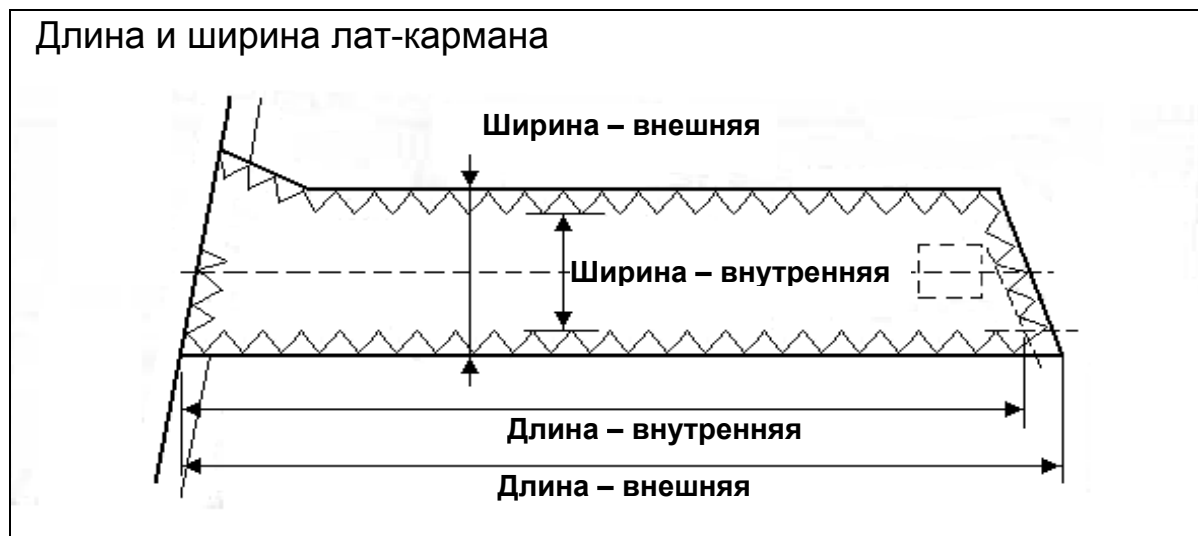 Длина и ширина лат-кармана
Ширина – внешняя
Ширина – внутренняя
Длина – внутренняя
Длина – внешняя